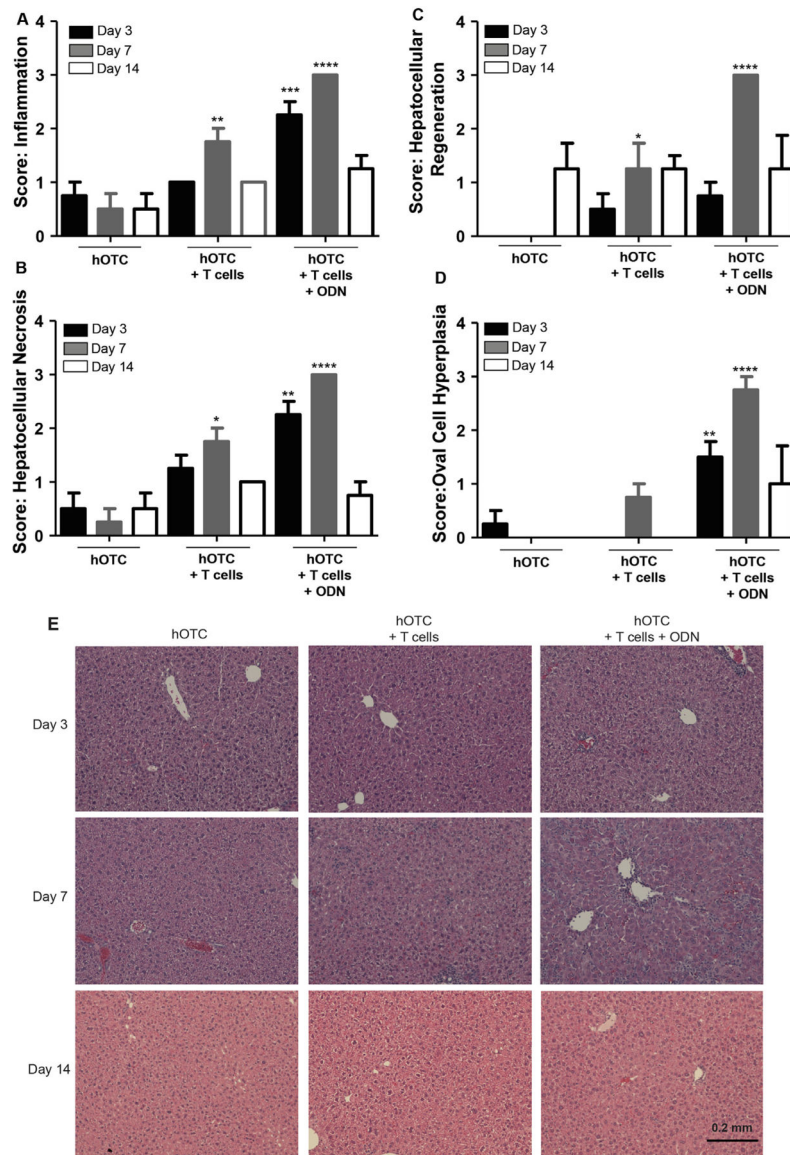 A
Score: Inflammation
4
3
2
1
0
Day 3
Day 7
Day 14
**
***
****
hOTC
hOTC
+ T cells
hOTC
+ T cells
+ ODN
B
Score: Hepatocellular Necrosis
4
3
2
1
0
Day 3
Day 7
Day 14
*
**
****
hOTC
hOTC
+ T cells
hOTC
+ T cells
+ ODN
C
Score: Hepatocellular
Regeneration
4
3
2
1
0
Day 3
Day 7
Day 14
*
****
hOTC
hOTC
+ T cells
hOTC
+ T cells
+ ODN
D
Score:Oval Cell Hyperplasia
4
3
2
1
0
Day 3
Day 7
Day 14
**
****
hOTC
hOTC
+ T cells
hOTC
+ T cells
+ ODN
E
hOTC
hOTC
+ T cells
hOTC
+ T cells + ODN
Day 3
Day 7
Day 14
0.2 mm